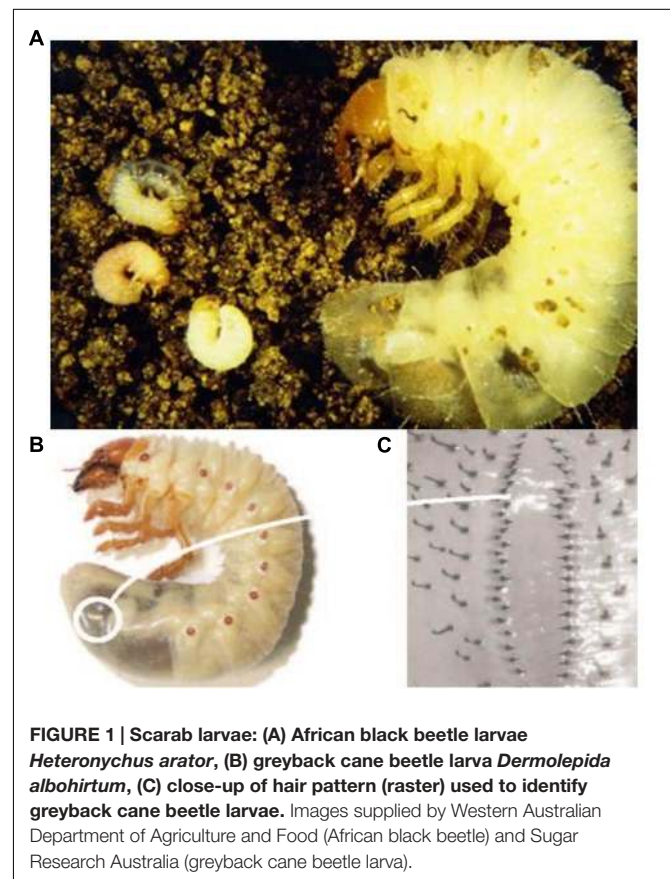 A
B
C
FIGURE 1 | Scarab larvae: (A) African black beetle larvae
Heteronychus arator, (B) greyback cane beetle larva Dermolepida
albohirtum, (C) close-up of hair pattern (raster) used to identify
greyback cane beetle larvae. Images supplied by Western Australian
Department of Agriculture and Food (African black beetle) and Sugar
Research Australia (greyback cane beetle larva).